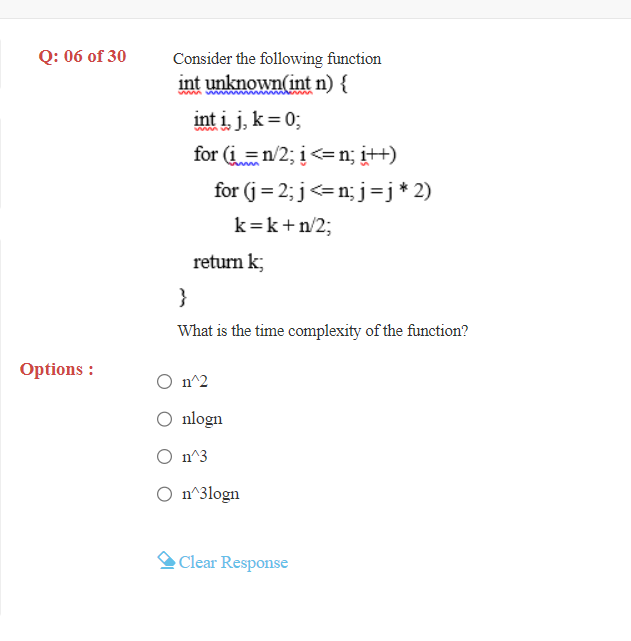 Q: 06 of 30
Consider the following function
int unknown(int n) {
int i, j, k = 0;
for (i = n/2; i <= n; i++)
for (j = 2; j <= n; j = j * 2)
k = k + n/2;
return k;
}
What is the time complexity of the function?
Options :
n^2
nlogn
n^3
n^3logn
Clear Response